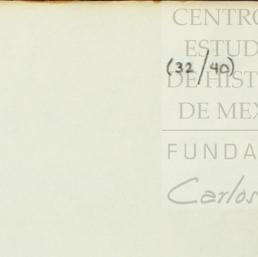 CENTRO
ESTUD
(32/40)
DE HIST
DE MEX
FUNDA
Carlos